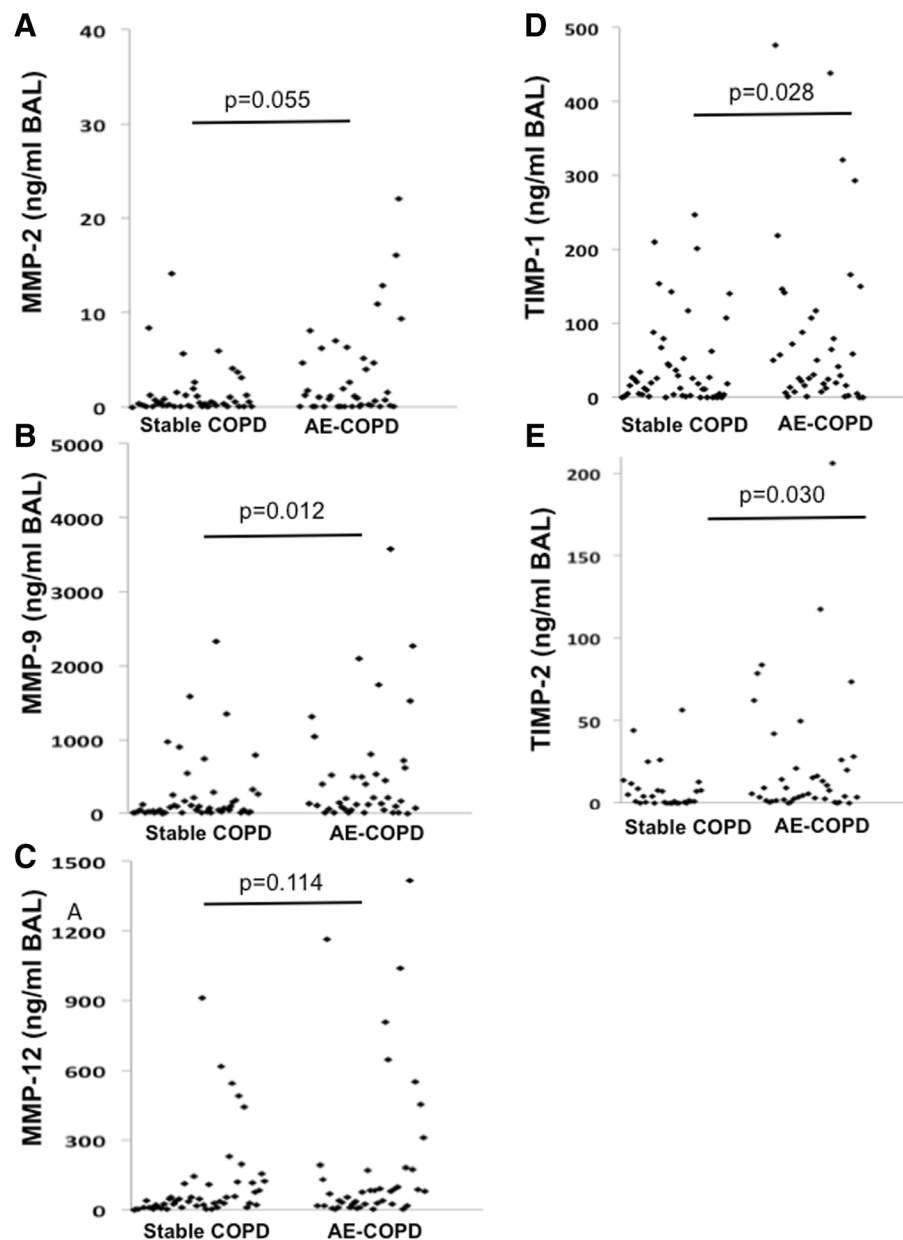 A
MMP-2 (ng/ml BAL)
40
30
20
10
0
p=0.055
Stable COPD
AE-COPD
B
MMP-9 (ng/ml BAL)
5000
4000
3000
2000
1000
0
p=0.012
Stable COPD
AE-COPD
C
MMP-12 (ng/ml BAL)
A
1500
1200
900
600
300
0
p=0.114
Stable COPD
AE-COPD
D
TIMP-1 (ng/ml BAL)
500
400
300
200
100
0
p=0.028
Stable COPD
AE-COPD
E
TIMP-2 (ng/ml BAL)
200
150
100
50
0
p=0.030
Stable COPD
AE-COPD